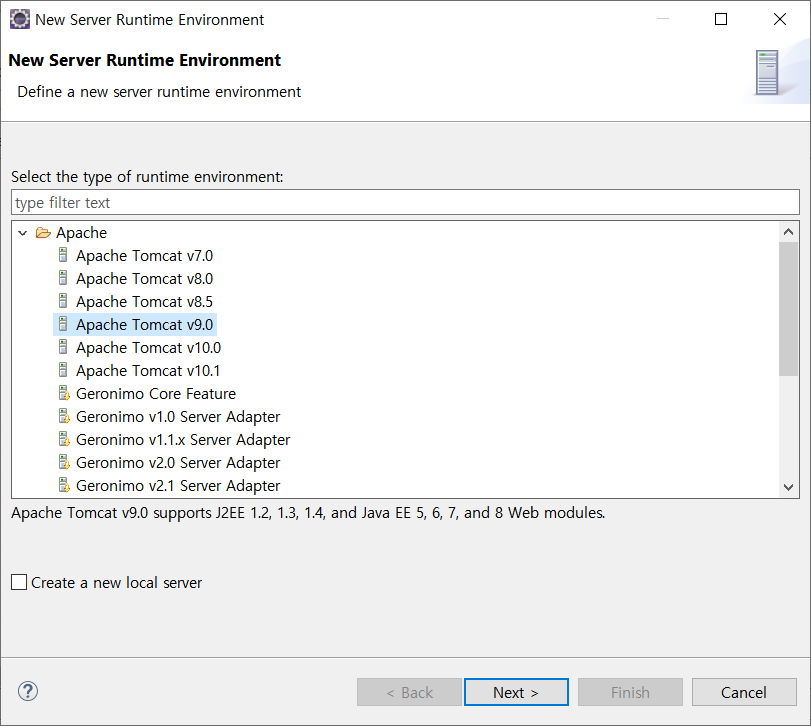 New Server Runtime Environment
New Server Runtime Environment
Define a new server runtime environment
Select the type of runtime environment:
type filter text
Apache
Apache Tomcat v7.0
Apache Tomcat v8.0
Apache Tomcat v8.5
Apache Tomcat v9.0
Apache Tomcat v10.0
Apache Tomcat v10.1
Geronimo Core Feature
Geronimo v1.0 Server Adapter
Geronimo v1.1.x Server Adapter
Geronimo v2.0 Server Adapter
Geronimo v2.1 Server Adapter
Apache Tomcat v9.0 supports J2EE 1.2, 1.3, 1.4, and Java EE 5, 6, 7, and 8 Web modules.
Create a new local server
? < Back Next > Finish Cancel